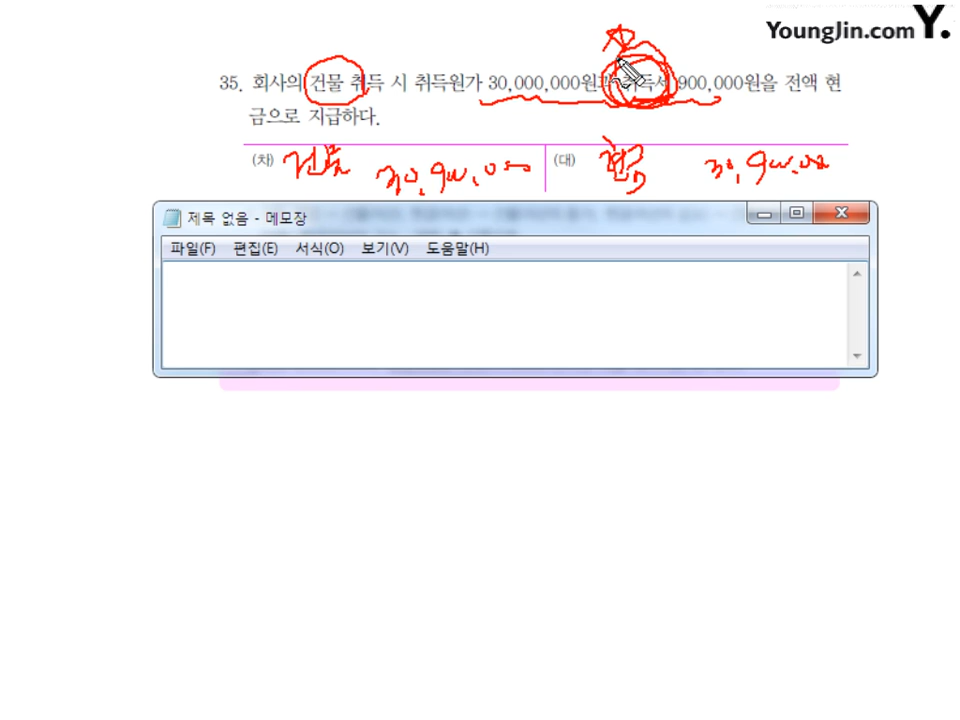 YoungJin.com Y.
35. 회사의 건물 취득 시 취득원가 30,000,000원과 취득세 900,000원을 전액 현
금으로 지급하다.
(차) 건물 30,900,000 (대) 현금 30,900,000
제목 없음 - 메모장
파일(F) 편집(E) 서식(O) 보기(V) 도움말(H)